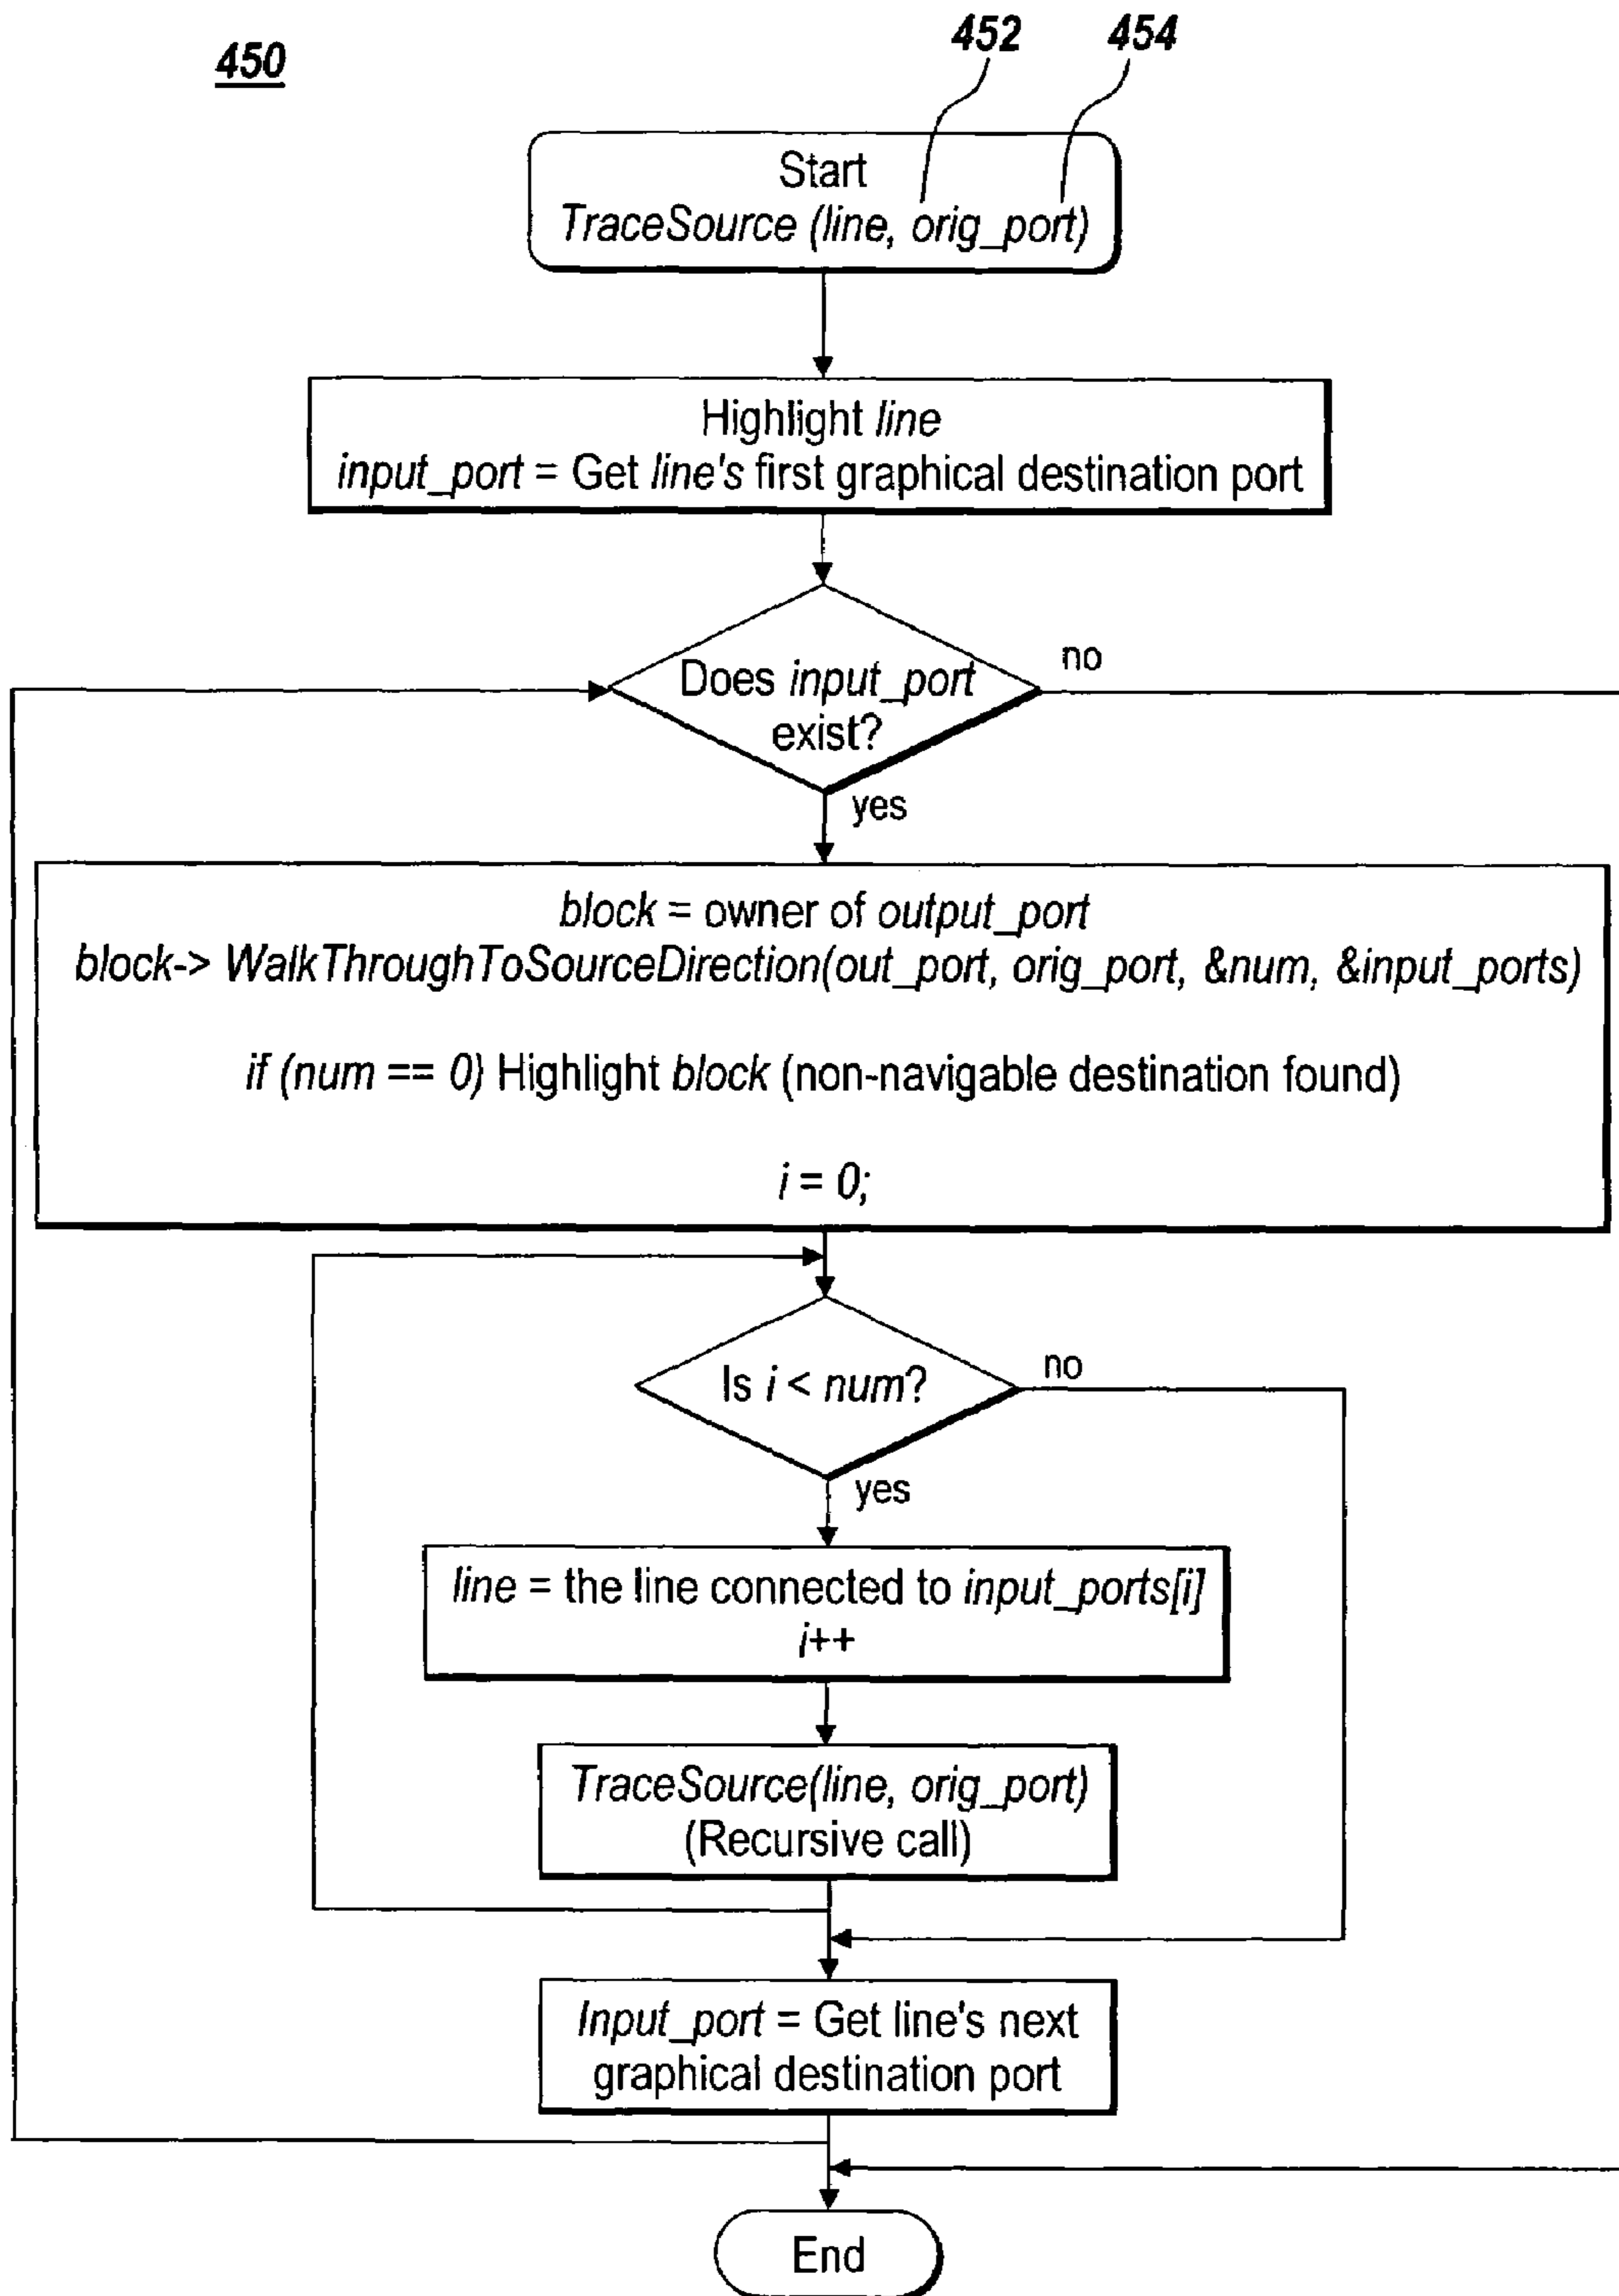 450
452 454
Start
TraceSource (line, orig_port)
Highlight line
input_port = Get line's first graphical destination port
Does input_port
exist?
no
yes
block = owner of output_port
block-> WalkThroughToSourceDirection(out_port, orig_port, &num, &input_ports)
if (num == 0) Highlight block (non-navigable destination found)
i = 0;
Is i < num?
no
yes
line = the line connected to input_ports[i]
i++
TraceSource(line, orig_port)
(Recursive call)
Input_port = Get line's next
graphical destination port
End